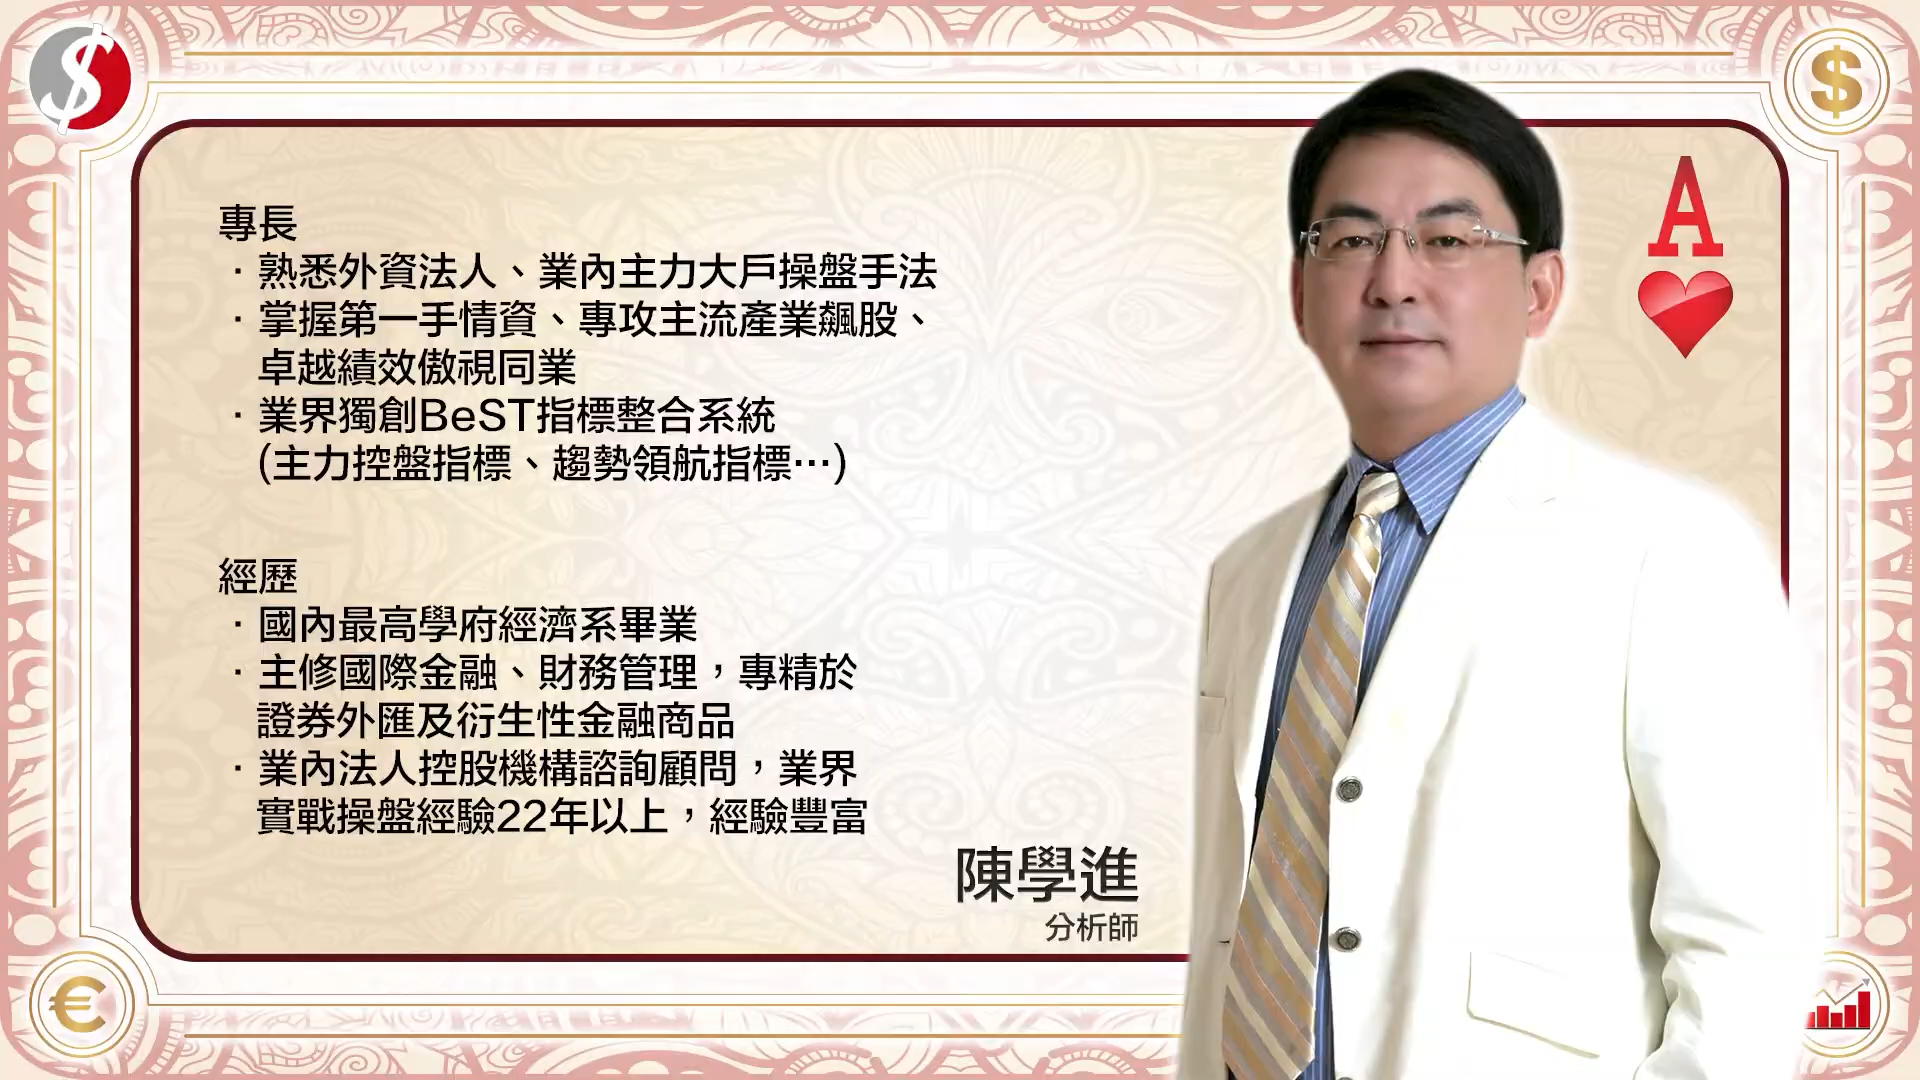 專長
·熟悉外資法人、業內主力大戶操盤手法
·掌握第一手情資、專攻主流產業飆股、
卓越績效傲視同業
·業界獨創BeST指標整合系統
(主力控盤指標、趨勢領航指標…)
經歷
·國內最高學府經濟系畢業
·主修國際金融、財務管理，專精於
證券外匯及衍生性金融商品
·業內法人控股機構諮詢顧問，業界
實戰操盤經驗22年以上，經驗豐富
陳學進
分析師
A
$
$
€